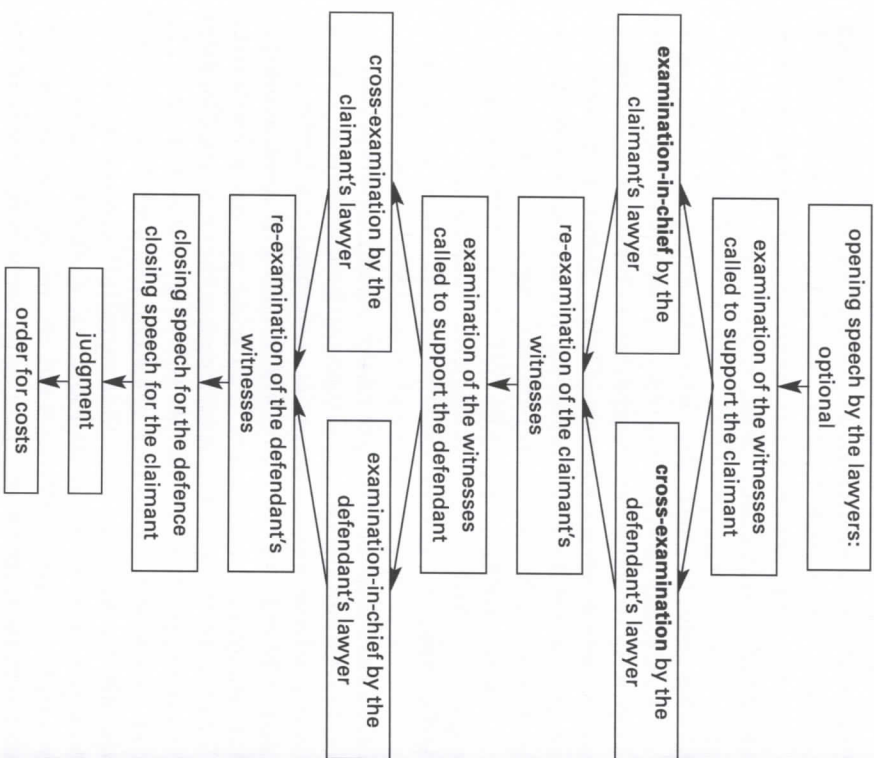 opening speech by the lawyers:
optional
examination of the witnesses
called to support the claimant
examination-in-chief by the
claimant's lawyer
cross-examination by the
defendant's lawyer
re-examination of the claimant's
witnesses
examination of the witnesses
called to support the defendant
cross-examination by the
claimant's lawyer
examination-in-chief by the
defendant's lawyer
re-examination of the defendant's
witnesses
closing speech for the defence
closing speech for the claimant
judgment
order for costs